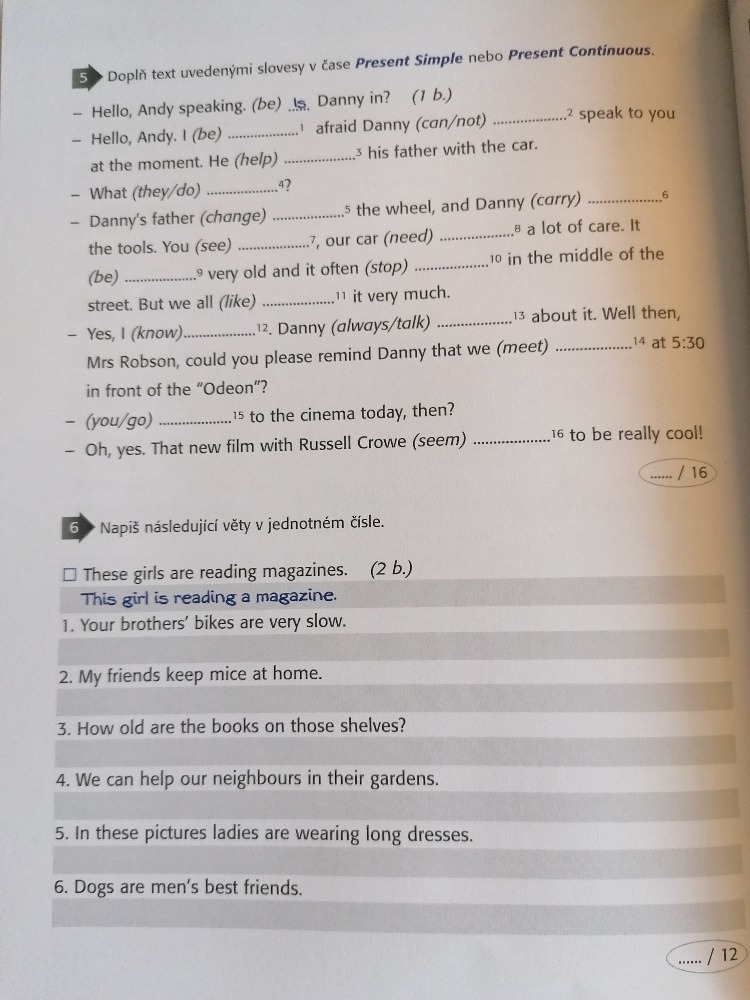 5 Doplň text uvedenými slovesy v čase Present Simple nebo Present Continuous.
– Hello, Andy speaking. (be) ..Is.. Danny in? (1 b.)
– Hello, Andy. I (be) ..................¹ afraid Danny (can/not) ...................² speak to you
at the moment. He (help) ..................³ his father with the car.
– What (they/do) ..................⁴?
– Danny's father (change) ..................⁵ the wheel, and Danny (carry) ...................⁶
the tools. You (see) ..................⁷, our car (need) ...................⁸ a lot of care. It
(be) ..................⁹ very old and it often (stop) ...................¹⁰ in the middle of the
street. But we all (like) ..................¹¹ it very much.
– Yes, I (know)..................¹². Danny (always/talk) ...................¹³ about it. Well then,
Mrs Robson, could you please remind Danny that we (meet) ....................¹⁴ at 5:30
in front of the “Odeon”?
– (you/go) ...................¹⁵ to the cinema today, then?
– Oh, yes. That new film with Russell Crowe (seem) ....................¹⁶ to be really cool!
...... / 16
6 Napiš následující věty v jednotném čísle.
☐ These girls are reading magazines. (2 b.)
This girl is reading a magazine.
1. Your brothers' bikes are very slow.
2. My friends keep mice at home.
3. How old are the books on those shelves?
4. We can help our neighbours in their gardens.
5. In these pictures ladies are wearing long dresses.
6. Dogs are men's best friends.
...... / 12